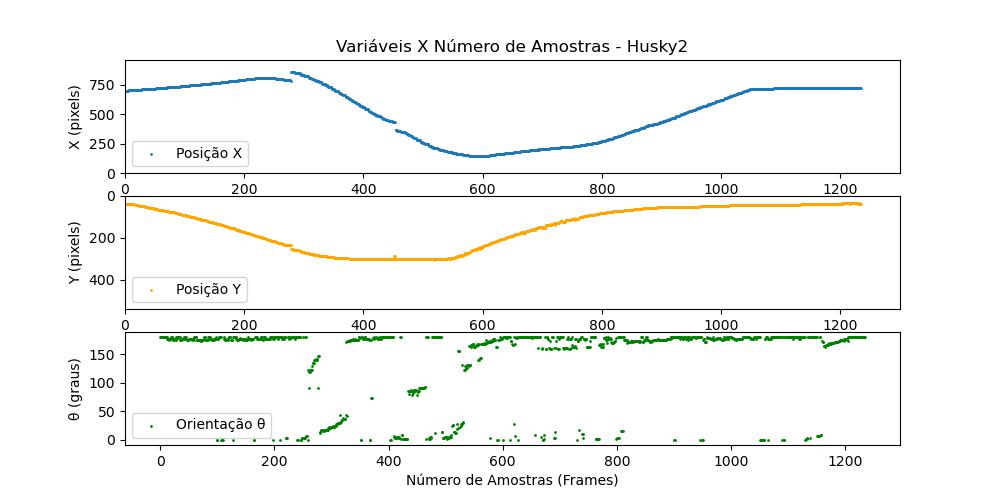 Variáveis X Número de Amostras - Husky2
X (pixels)
750
500
250
0
Posição X
0 200 400 600 800 1000 1200
Y (pixels)
0
200
400
Posição Y
0 200 400 600 800 1000 1200
θ (graus)
150
100
50
0
Orientação θ
0 200 400 600 800 1000 1200
Número de Amostras (Frames)